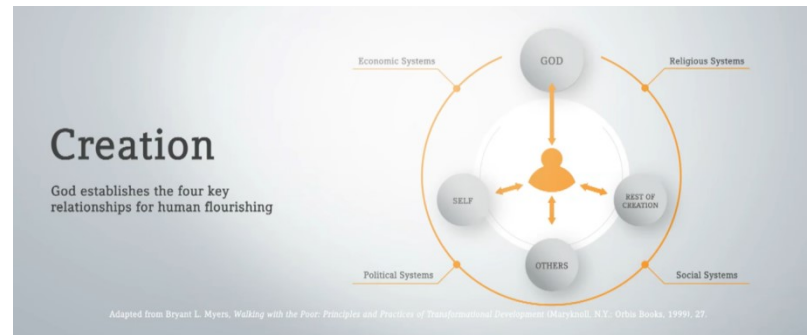 Economic Systems
GOD
Religious Systems
Creation
God establishes the four key
relationships for human flourishing
SELF
REST OF
CREATION
OTHERS
Political Systems
Social Systems
Adapted from Bryant L. Myers, Walking with the Poor: Principles and Practices of Transformational Development (Maryknoll, N.Y.: Orbis Books, 1999), 27.